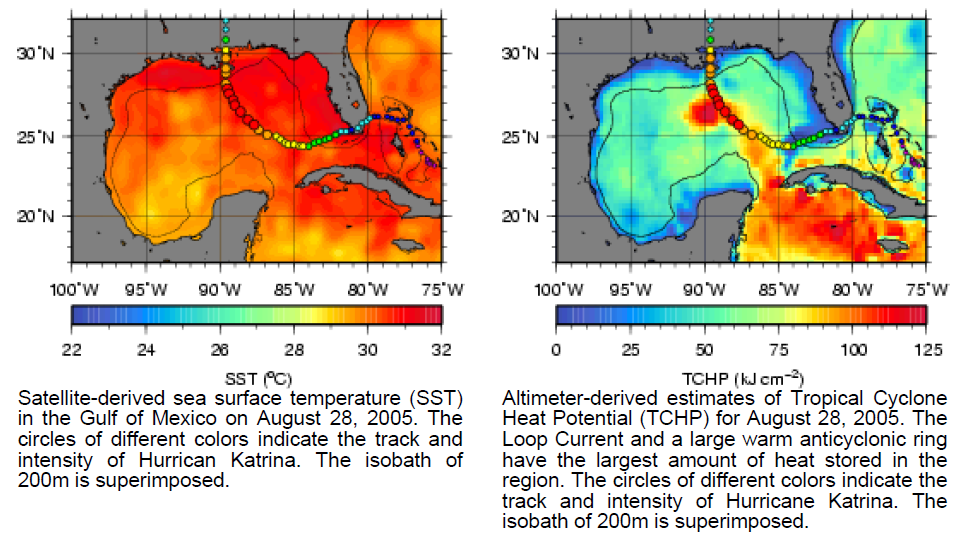 30°N
25°N
20°N
100°W 95°W 90°W 85°W 80°W 75°W
22 24 26 28 30 32
SST (ºC)
Satellite-derived sea surface temperature (SST)
in the Gulf of Mexico on August 28, 2005. The
circles of different colors indicate the track and
intensity of Hurrican Katrina. The isobath of
200m is superimposed.
30°N
25°N
20°N
100°W 95°W 90°W 85°W 80°W 75°W
0 25 50 75 100 125
TCHP (kJ cm⁻²)
Altimeter-derived estimates of Tropical Cyclone
Heat Potential (TCHP) for August 28, 2005. The
Loop Current and a large warm anticyclonic ring
have the largest amount of heat stored in the
region. The circles of different colors indicate the
track and intensity of Hurricane Katrina. The
isobath of 200m is superimposed.